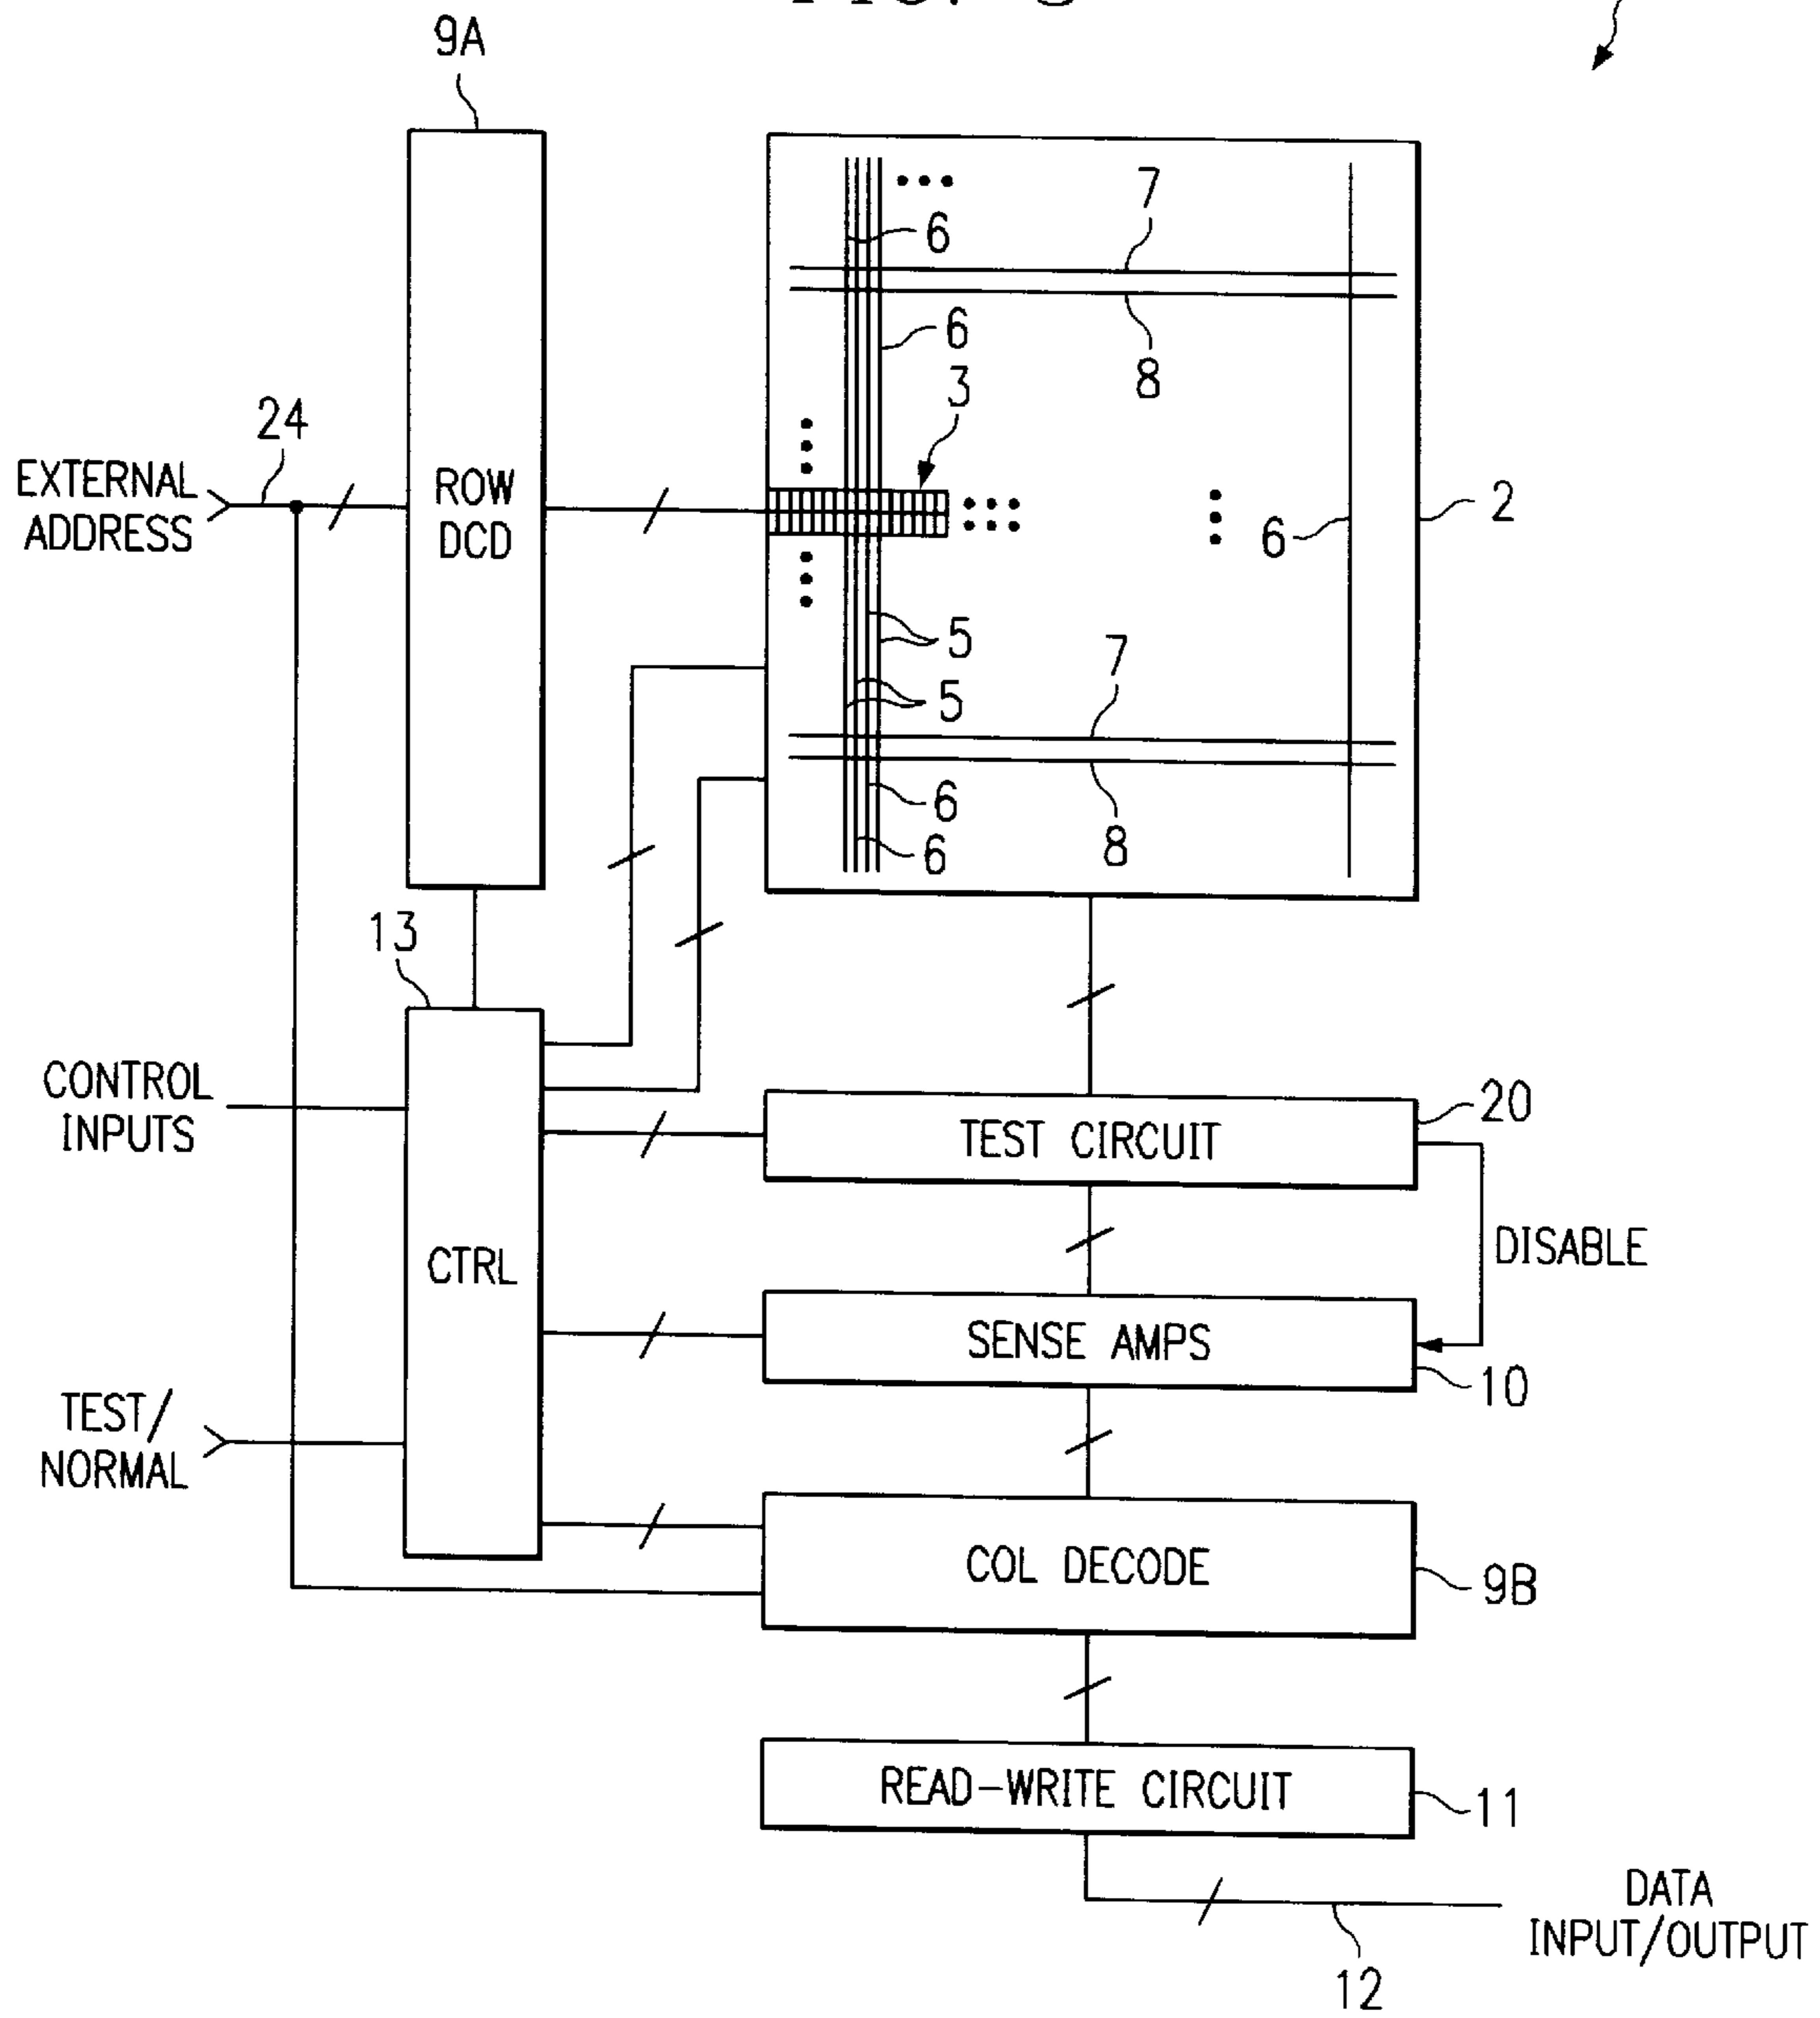 9A
7
6
6
8
3
24
EXTERNAL
ADDRESS
ROW
DCD
2
6
5
7
5
6
8
6
13
CONTROL
INPUTS
20
TEST CIRCUIT
DISABLE
CTRL
SENSE AMPS
10
TEST/
NORMAL
COL DECODE
9B
READ-WRITE CIRCUIT
11
DATA
INPUT/OUTPUT
12